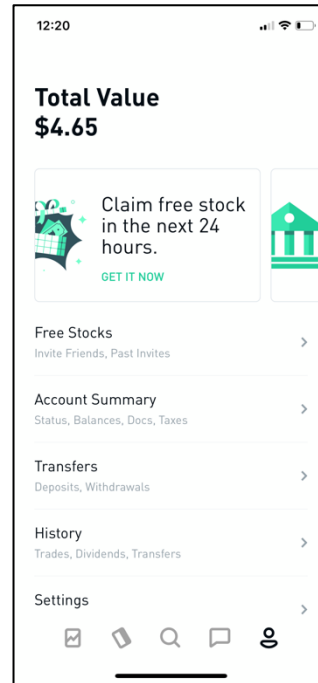 12:20
Total Value
$4.65
Claim free stock
in the next 24
hours.
GET IT NOW
Free Stocks
Invite Friends, Past Invites
Account Summary
Status, Balances, Docs, Taxes
Transfers
Deposits, Withdrawals
History
Trades, Dividends, Transfers
Settings